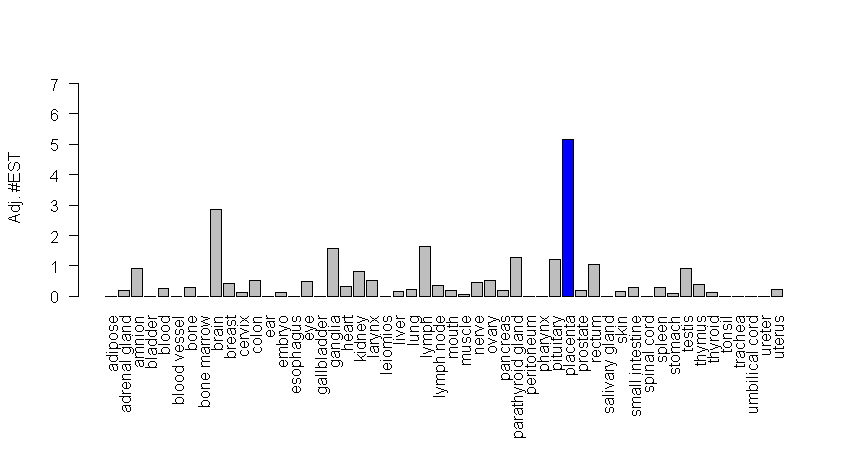 7
6
5
4
3
2
1
0
Adj. #EST
adipose
adrenal gland
amnion
bladder
blood
blood vessel
bone
bone marrow
brain
breast
cervix
colon
ear
embryo
esophagus
eye
gallbladder
ganglia
heart
kidney
larynx
leiomios
liver
lung
lymph
lymph node
mouth
muscle
nerve
ovary
pancreas
parathyroid gland
peritoneum
pharynx
pituitary
placenta
prostate
rectum
salivary gland
skin
small intestine
spinal cord
spleen
stomach
testis
thymus
thyroid
tonsil
trachea
umbilical cord
ureter
uterus